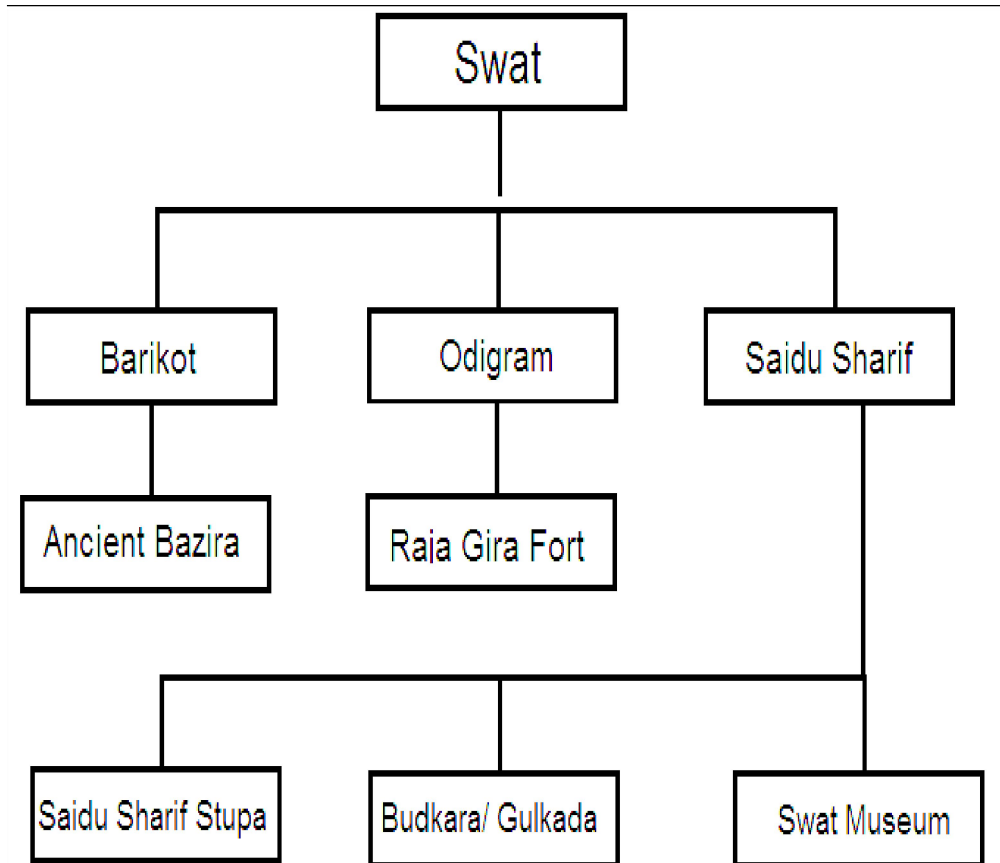 Swat
Barikot
Odigram
Saidu Sharif
Ancient Bazira
Raja Gira Fort
Saidu Sharif Stupa
Budkara/ Gulkada
Swat Museum